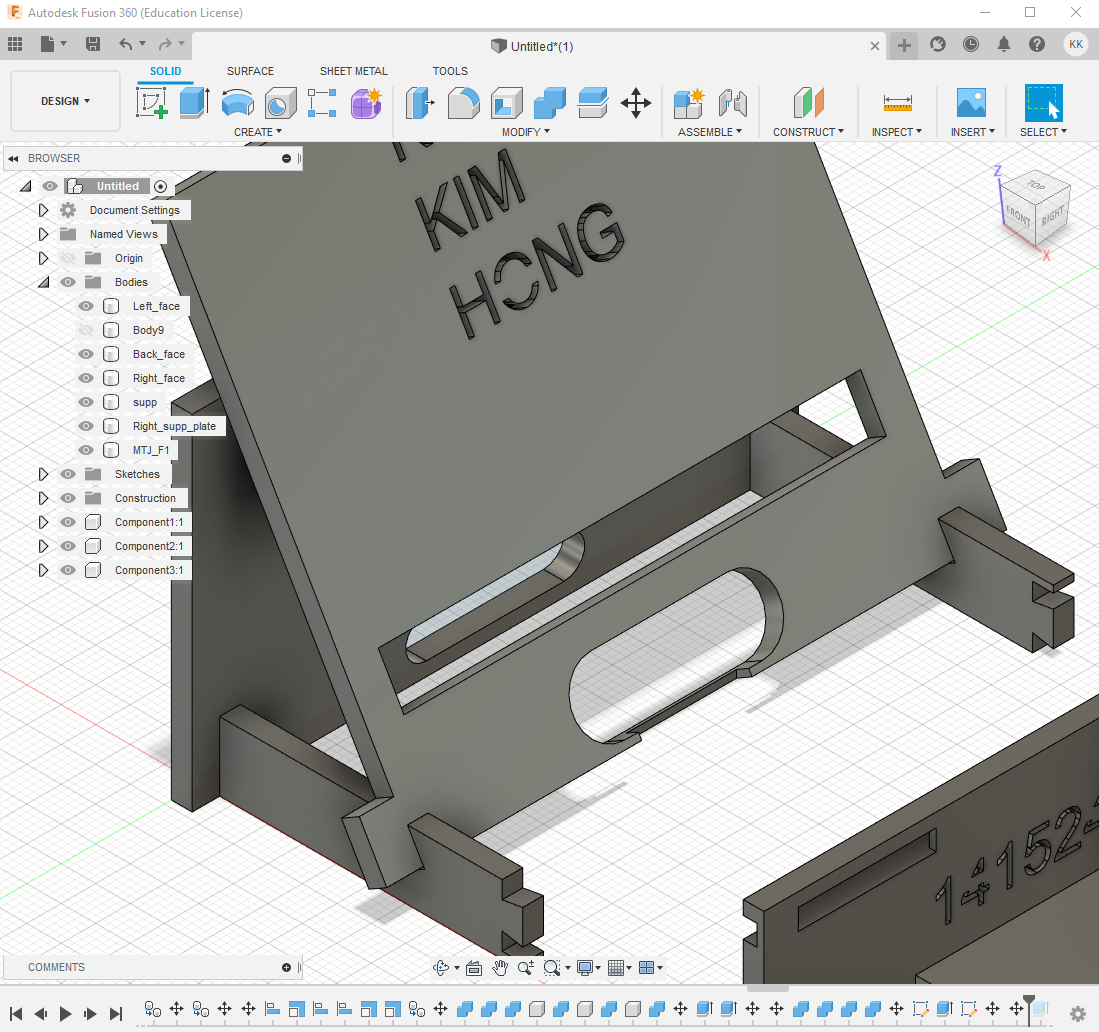 Autodesk Fusion 360 (Education License)
Untitled*(1)
KK
SOLID
SURFACE
SHEET METAL
TOOLS
DESIGN
CREATE
MODIFY
ASSEMBLE
CONSTRUCT
INSPECT
INSERT
SELECT
BROWSER
Untitled
Document Settings
Named Views
Origin
Bodies
Left_face
Body9
Back_face
Right_face
supp
Right_supp_plate
MTJ_F1
Sketches
Construction
Component1:1
Component2:1
Component3:1
KIM
HONG
Z
TOP
FRONT
RIGHT
X
COMMENTS